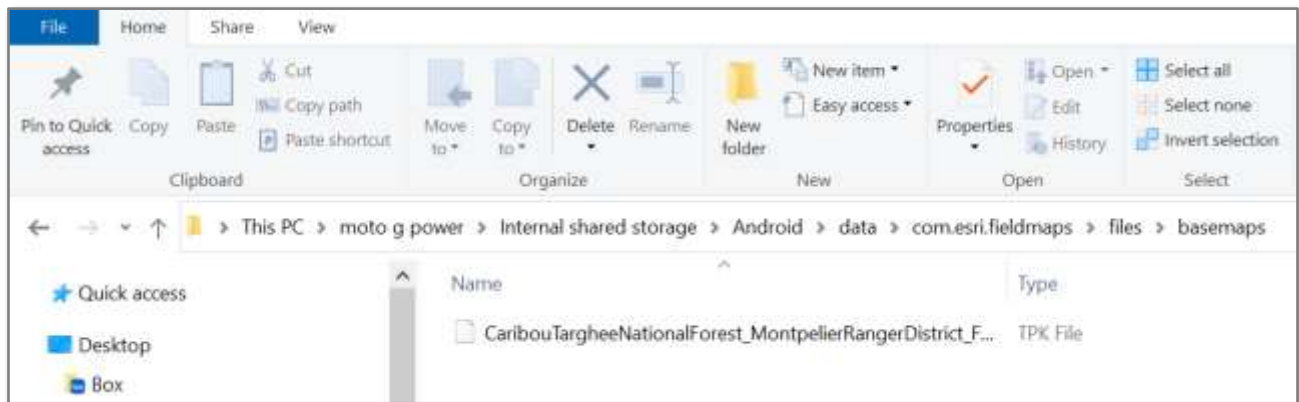 File Home Share View
Pin to Quick access
Copy
Paste
Cut
Copy path
Paste shortcut
Clipboard
Move to
Copy to
Delete
Rename
Organize
New folder
New item
Easy access
New
Properties
Open
Edit
History
Open
Select all
Select none
Invert selection
Select
> This PC > moto g power > Internal shared storage > Android > data > com.esri.fieldmaps > files > basemaps
Quick access
Desktop
Box
Name Type
CaribouTargheeNationalForest_MontpelierRangerDistrict_F... TPK File